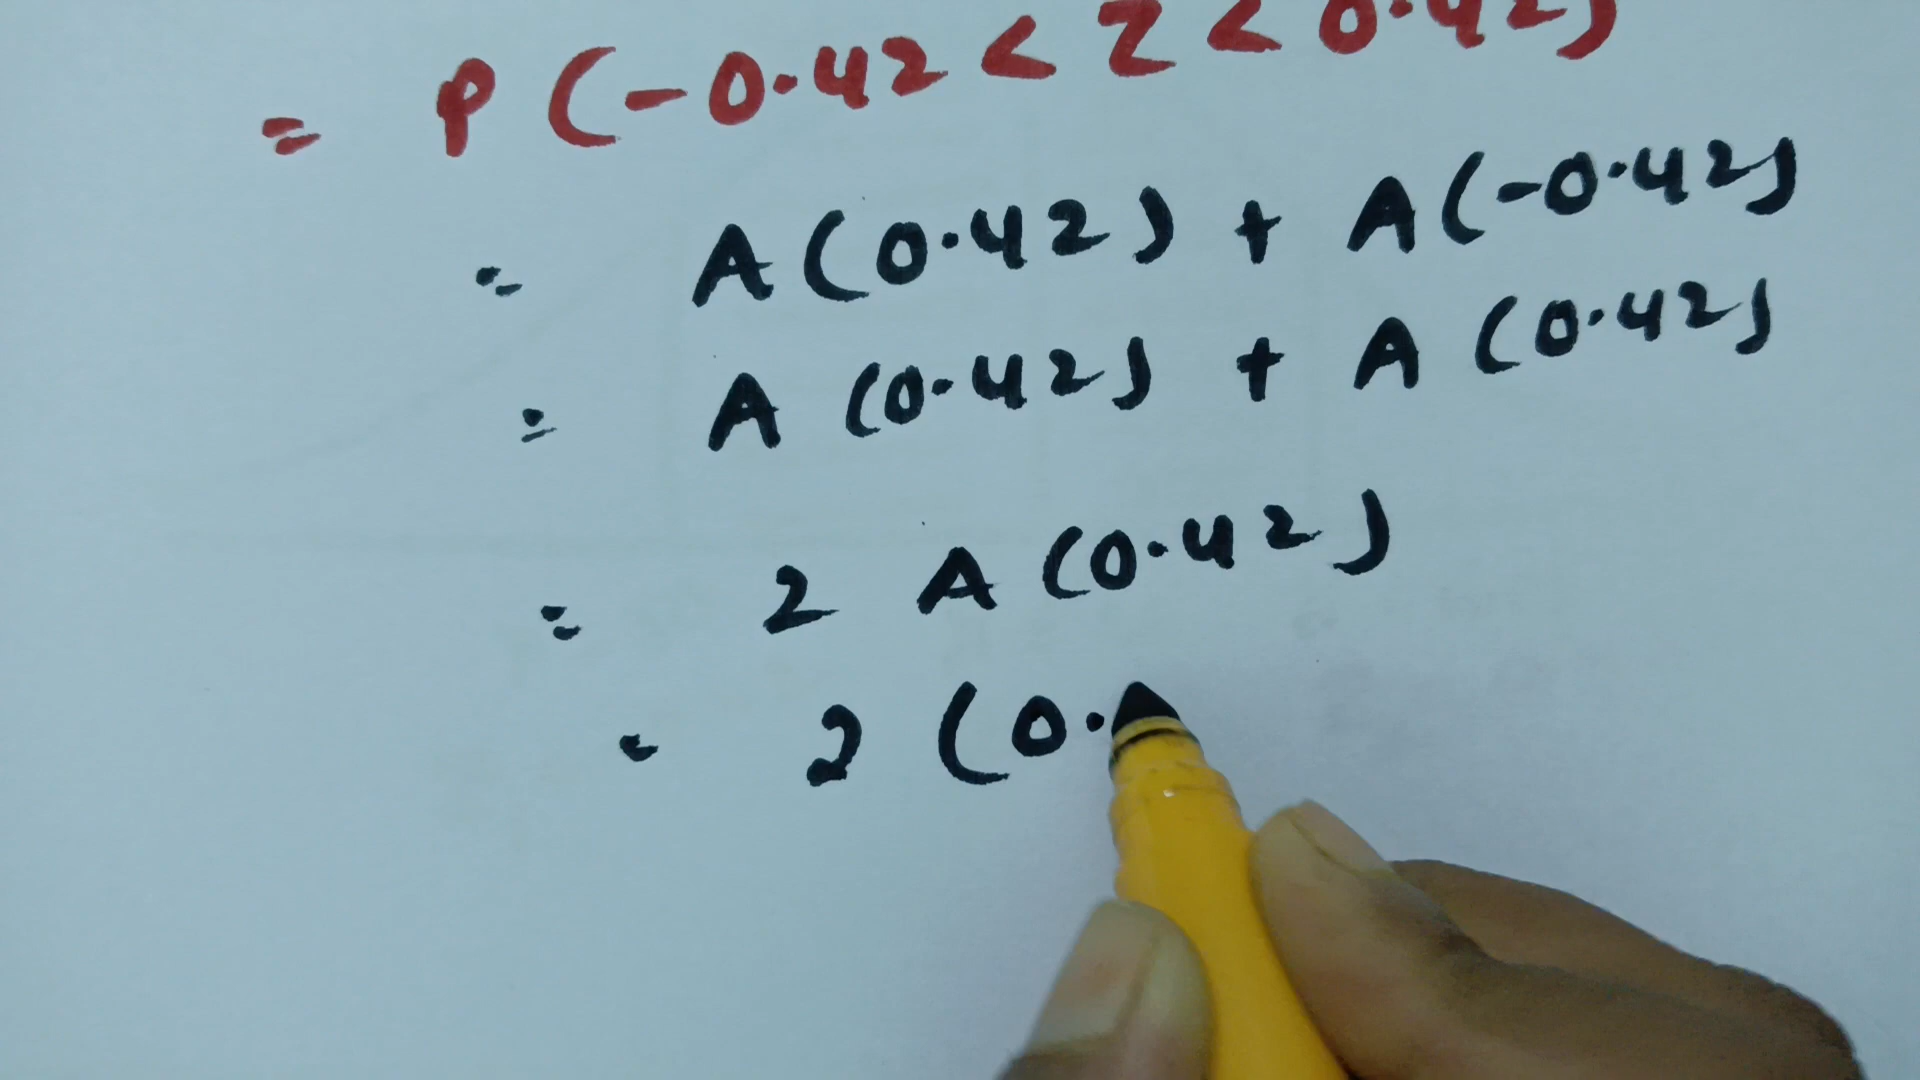 = P (-0.42 < Z < 0.42)
= A (0.42) + A (-0.42)
= A (0.42) + A (0.42)
= 2 A (0.42)
= 2 (0.